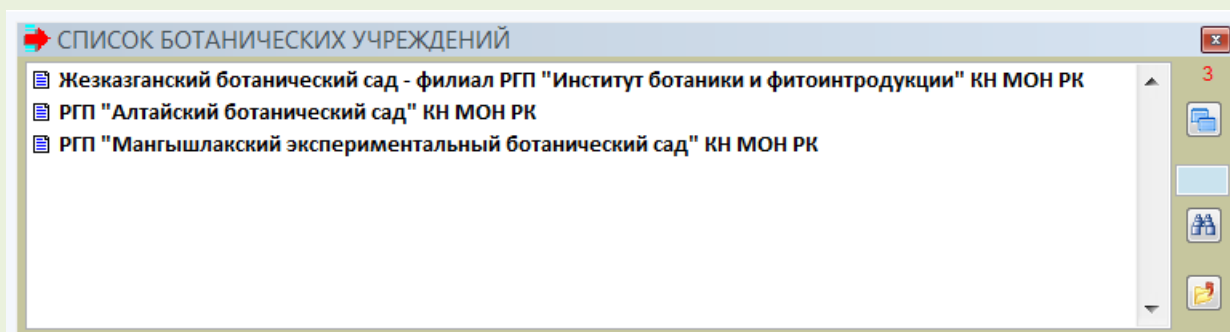 СПИСОК БОТАНИЧЕСКИХ УЧРЕЖДЕНИЙ
Жезказганский ботанический сад - филиал РГП "Институт ботаники и фитоинтродукции" КН МОН РК
3
РГП "Алтайский ботанический сад" КН МОН РК
РГП "Мангышлакский экспериментальный ботанический сад" КН МОН РК